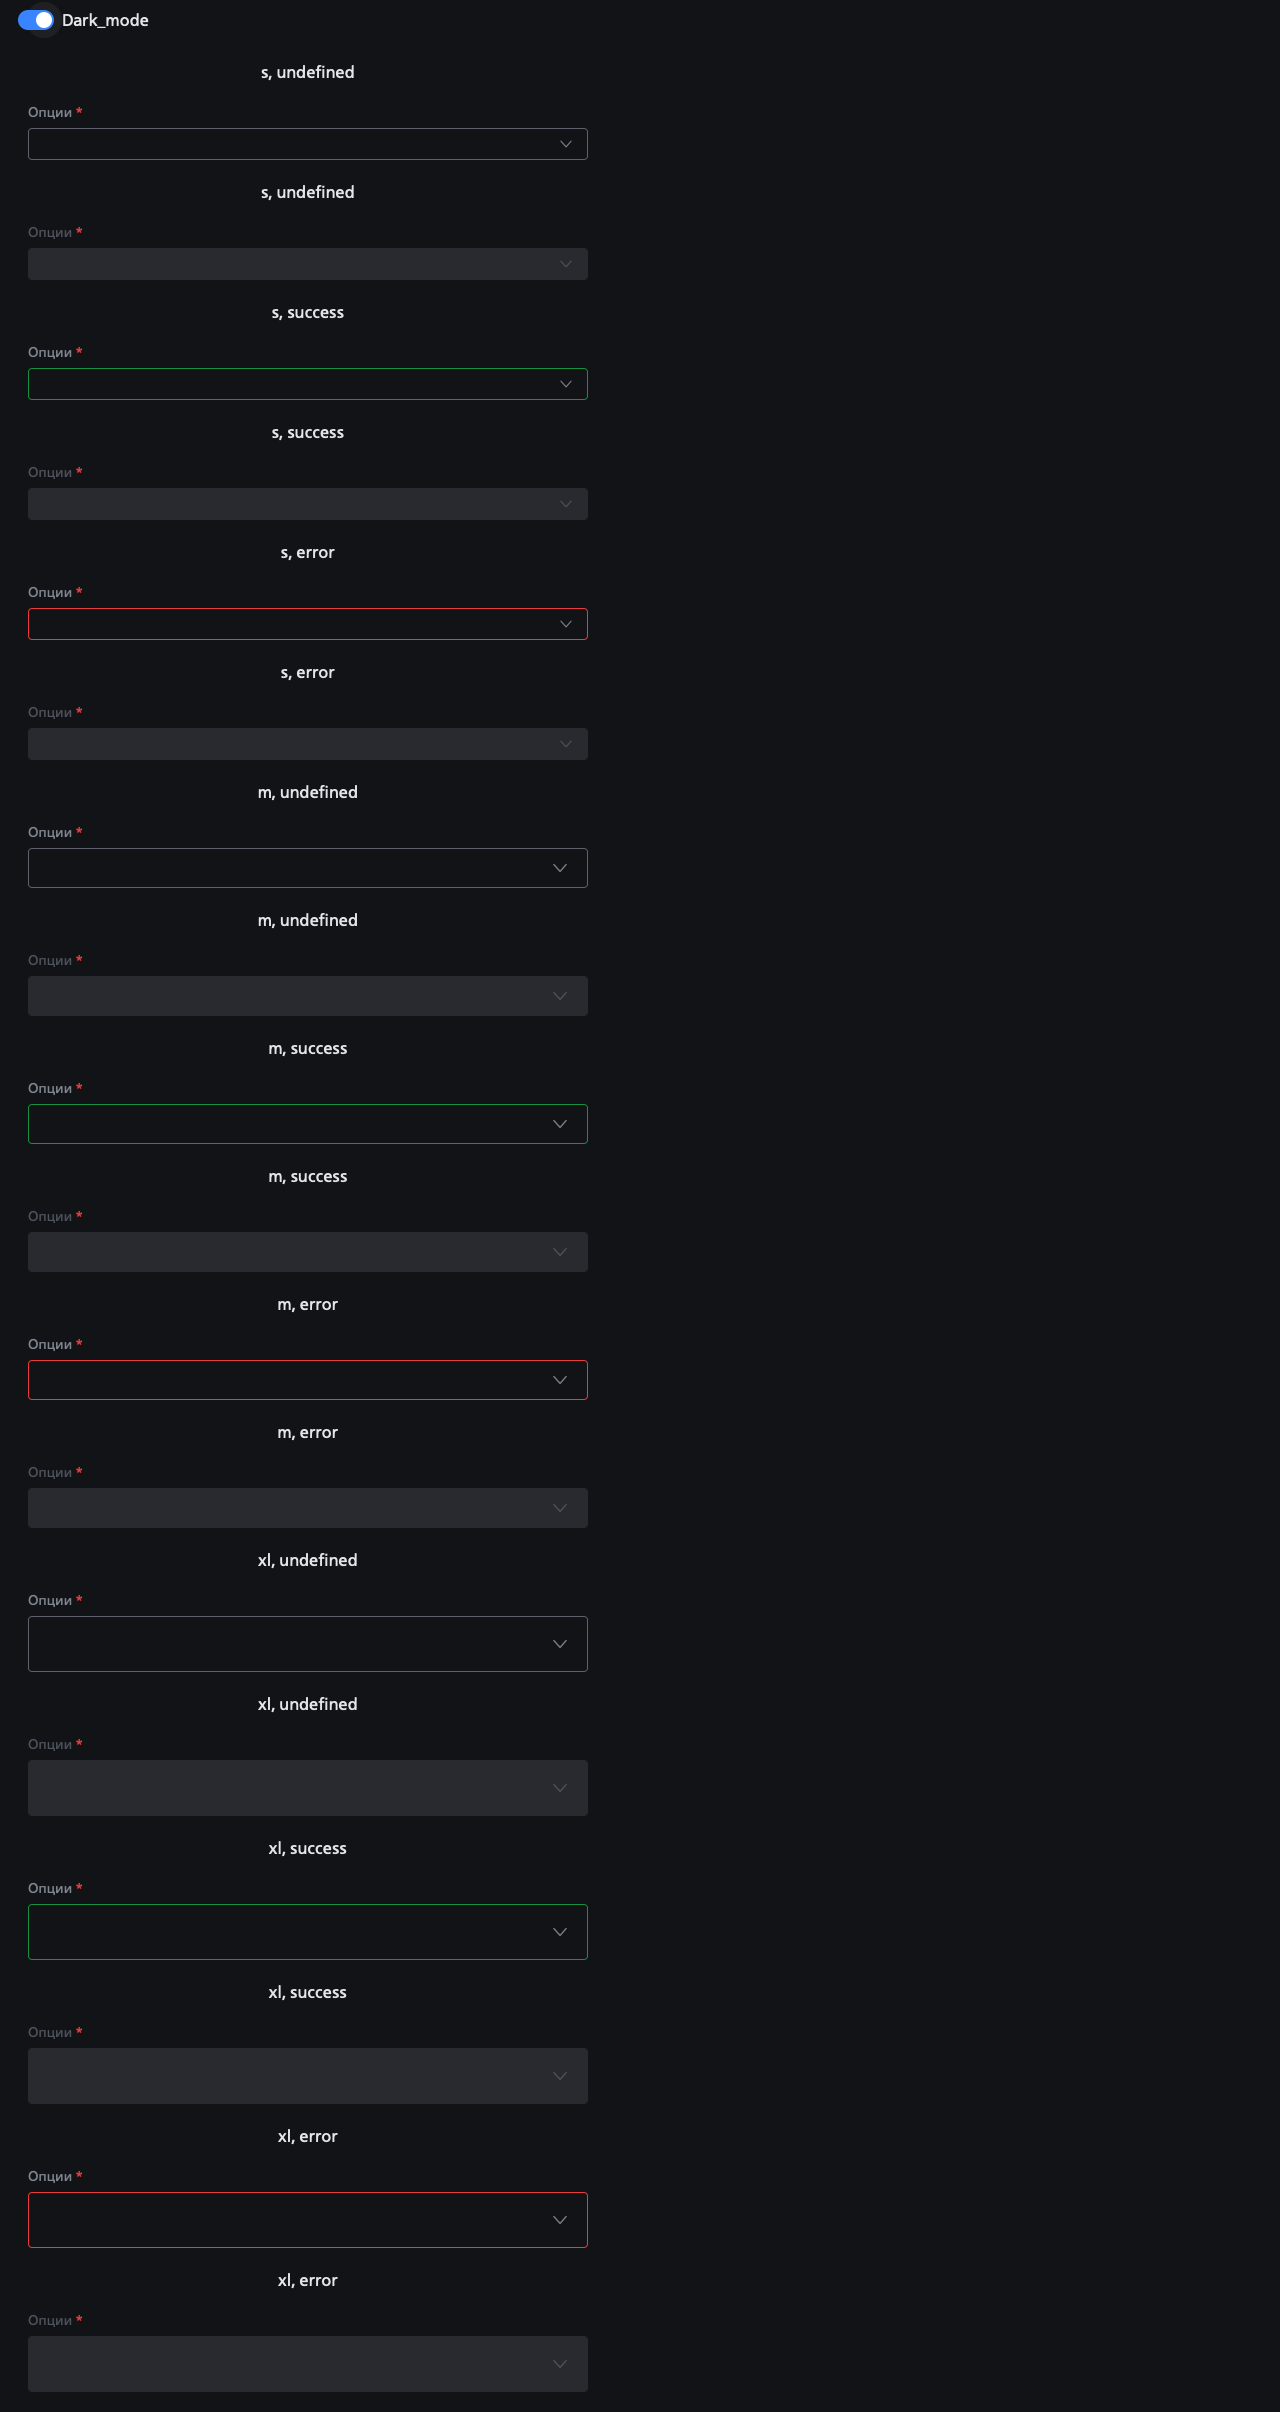 Dark_mode
s, undefined
Опции *
s, undefined
Опции *
s, success
Опции *
s, success
Опции *
s, error
Опции *
s, error
Опции *
m, undefined
Опции *
m, undefined
Опции *
m, success
Опции *
m, success
Опции *
m, error
Опции *
m, error
Опции *
xl, undefined
Опции *
xl, undefined
Опции *
xl, success
Опции *
xl, success
Опции *
xl, error
Опции *
xl, error
Опции *